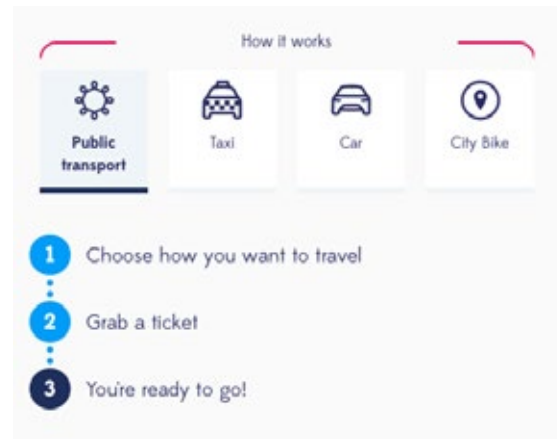 How it works
Public
transport
Taxi
Car
City Bike
1 Choose how you want to travel
2 Grab a ticket
3 You're ready to go!